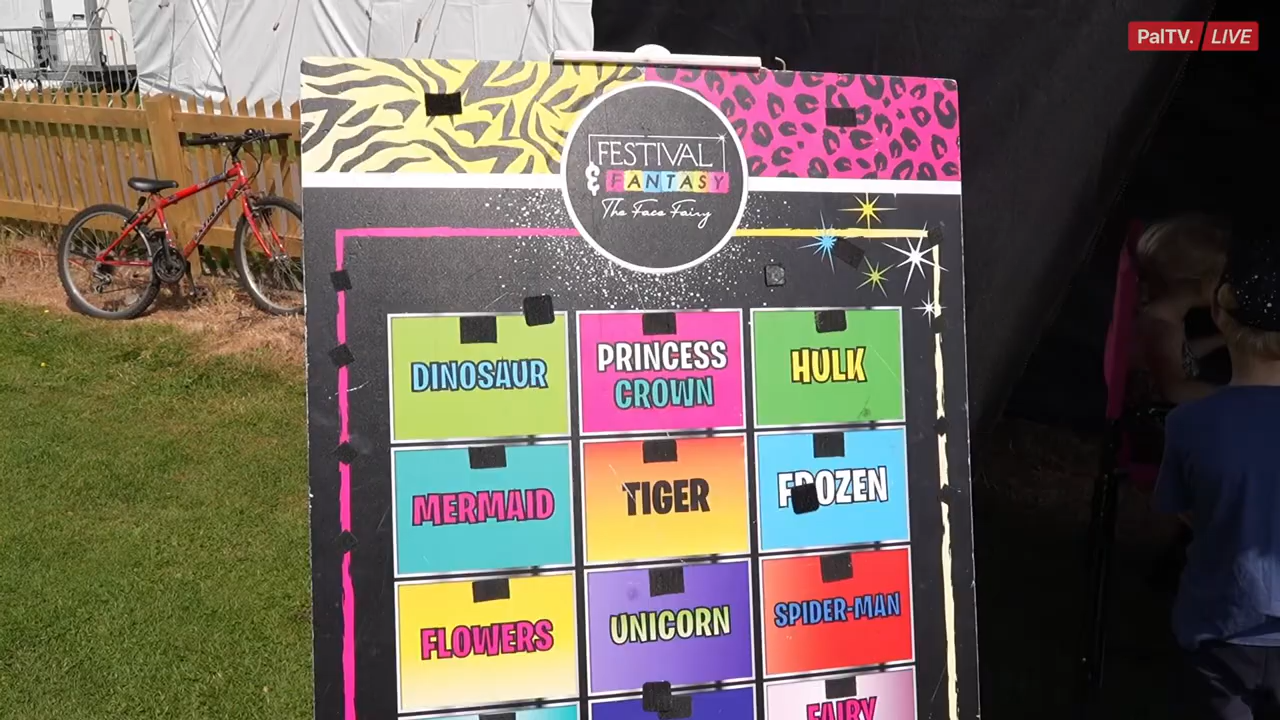 PalTV. LIVE
FESTIVAL
& FANTASY
The Face Fairy
DINOSAUR
PRINCESS
CROWN
HULK
MERMAID
TIGER
FROZEN
FLOWERS
UNICORN
SPIDER-MAN
FAIRY